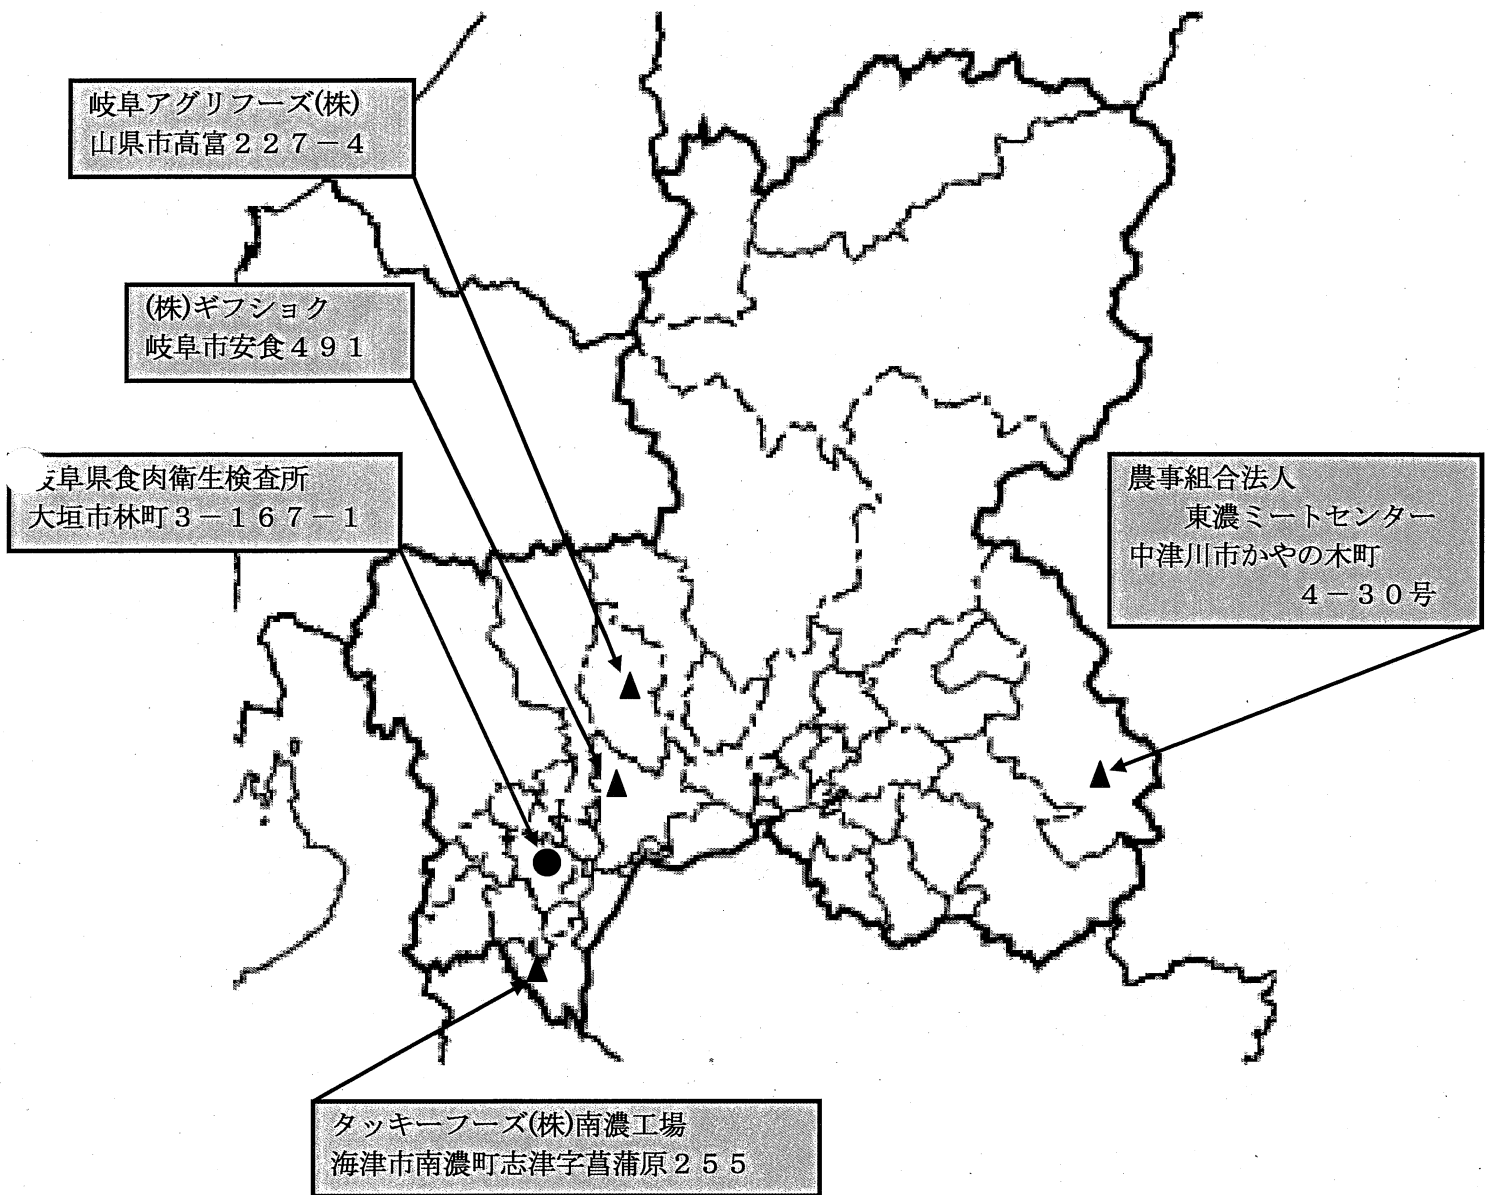 岐阜アグリフーズ(株)
山県市高富２２７－４
(株)ギフショク
岐阜市安食４９１
阜県食肉衛生検査所
大垣市林町３－１６７－１
農事組合法人
東濃ミートセンター
中津川市かやの木町
４－３０号
タッキーフーズ(株)南濃工場
海津市南濃町志津字菖蒲原２５５